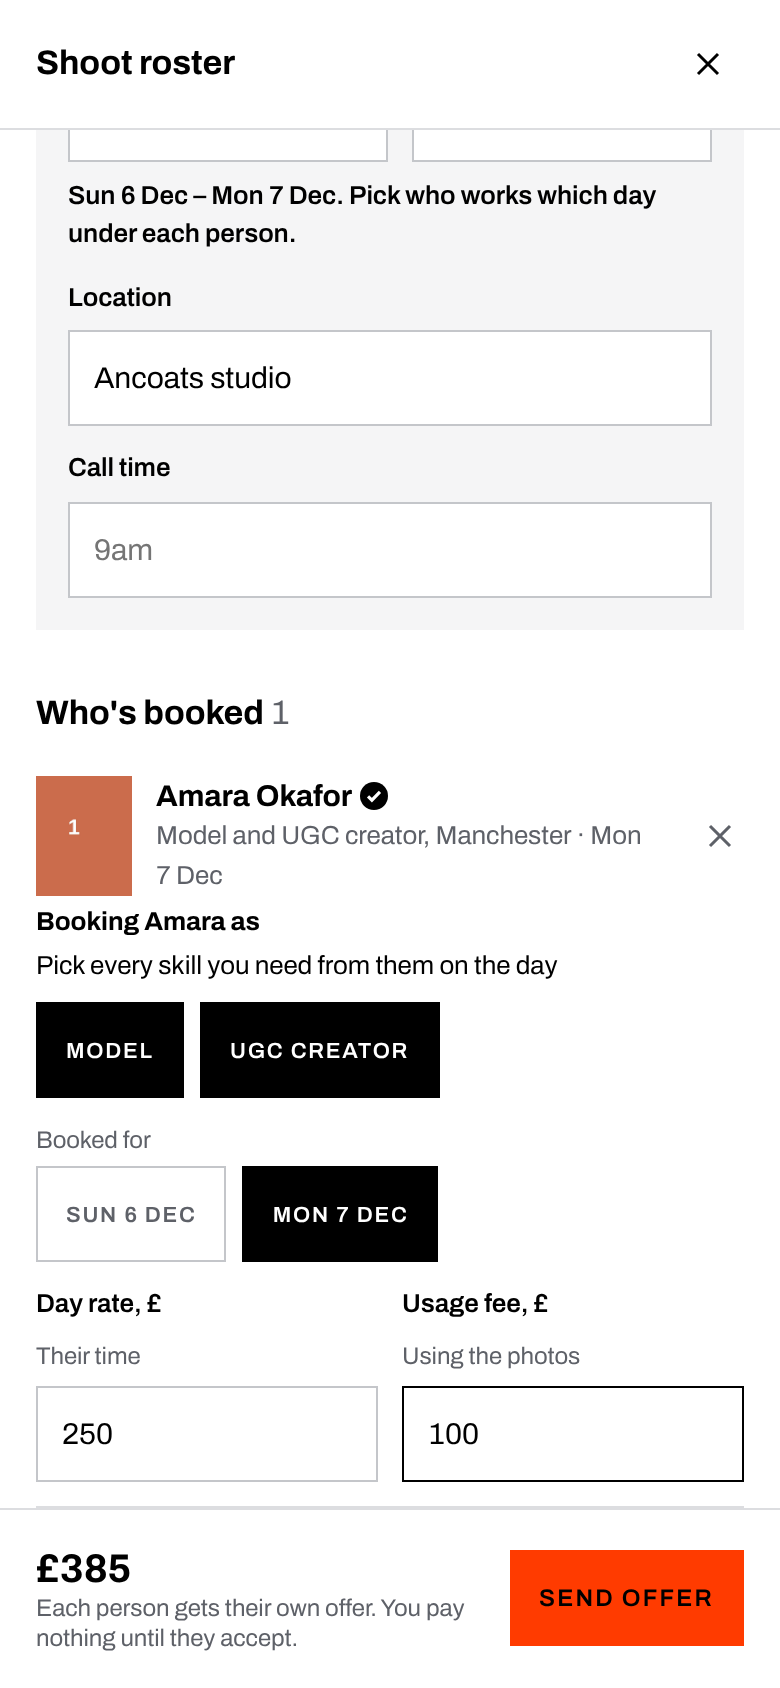 Shoot roster
Sun 6 Dec – Mon 7 Dec. Pick who works which day
under each person.
Location
Ancoats studio
Call time
9am
Who's booked 1
1
Amara Okafor
Model and UGC creator, Manchester · Mon
7 Dec
Booking Amara as
Pick every skill you need from them on the day
MODEL
UGC CREATOR
Booked for
SUN 6 DEC
MON 7 DEC
Day rate, £
Usage fee, £
Their time
Using the photos
250
100
£385
Each person gets their own offer. You pay
nothing until they accept.
SEND OFFER